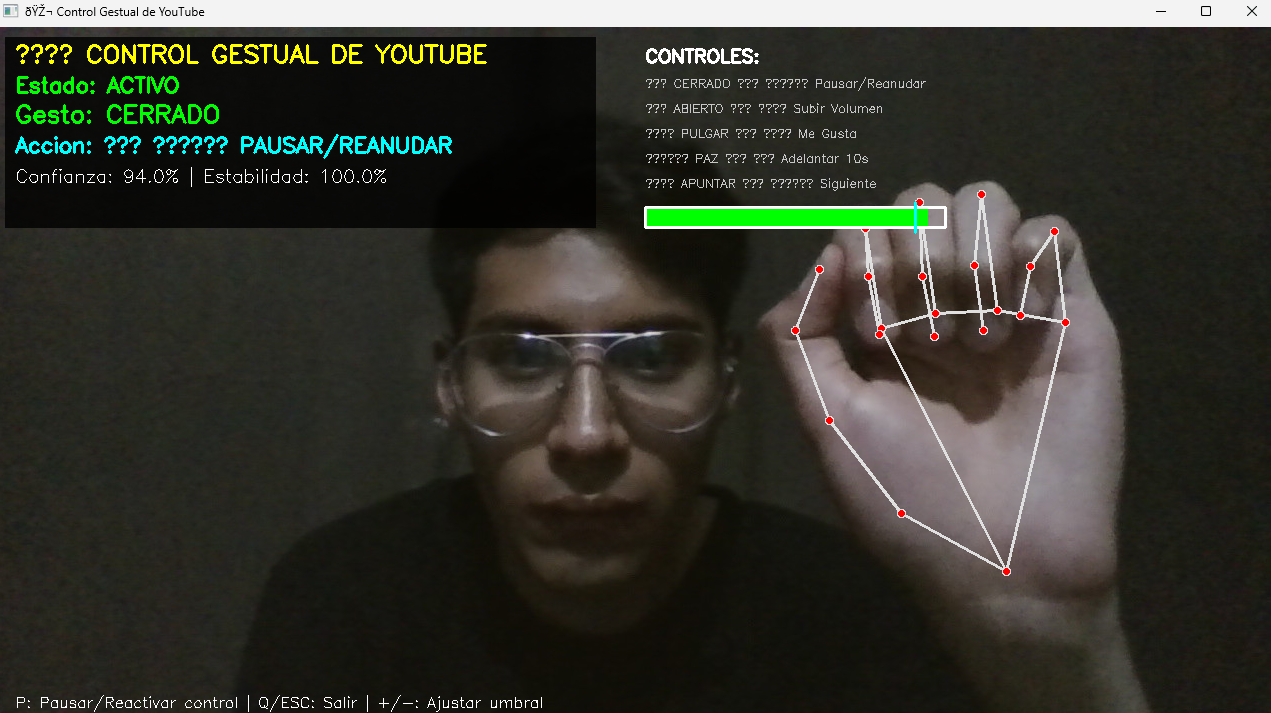 🎬 Control Gestual de YouTube
???? CONTROL GESTUAL DE YOUTUBE
Estado: ACTIVO
Gesto: CERRADO
Accion: ??? ?????? PAUSAR/REANUDAR
Confianza: 94.0% | Estabilidad: 100.0%
CONTROLES:
??? CERRADO ??? ?????? Pausar/Reanudar
??? ABIERTO ??? ???? Subir Volumen
???? PULGAR ??? ???? Me Gusta
?????? PAZ ??? ??? Adelantar 10s
???? APUNTAR ??? ?????? Siguiente
P: Pausar/Reactivar control | Q/ESC: Salir | +/-: Ajustar umbral